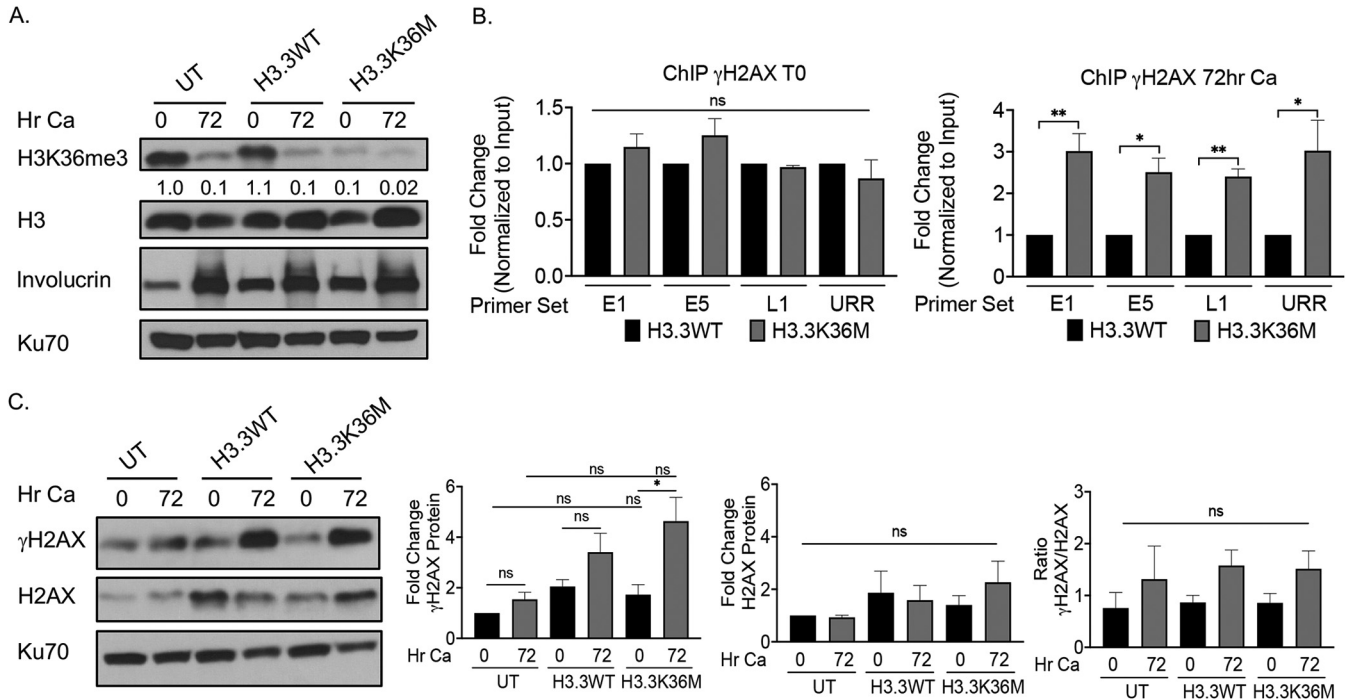 A.
UT H3.3WT H3.3K36M
Hr Ca 0 72 0 72 0 72
H3K36me3
1.0 0.1 1.1 0.1 0.1 0.02
H3
Involucrin
Ku70
B.
ChIP γH2AX T0
ns
Fold Change
(Normalized to Input)
1.5
1.0
0.5
0.0
Primer Set E1 E5 L1 URR
H3.3WT H3.3K36M
ChIP γH2AX 72hr Ca
** * ** *
Fold Change
(Normalized to Input)
4
3
2
1
0
Primer Set E1 E5 L1 URR
H3.3WT H3.3K36M
C.
UT H3.3WT H3.3K36M
Hr Ca 0 72 0 72 0 72
γH2AX
H2AX
Ku70
Fold Change
γH2AX Protein
6
4
2
0
ns ns
ns ns *
ns
ns
Hr Ca 0 72 0 72 0 72
UT H3.3WT H3.3K36M
Fold Change
H2AX Protein
6
4
2
0
ns
Hr Ca 0 72 0 72 0 72
UT H3.3WT H3.3K36M
Ratio
γH2AX/H2AX
3
2
1
0
ns
Hr Ca 0 72 0 72 0 72
UT H3.3WT H3.3K36M